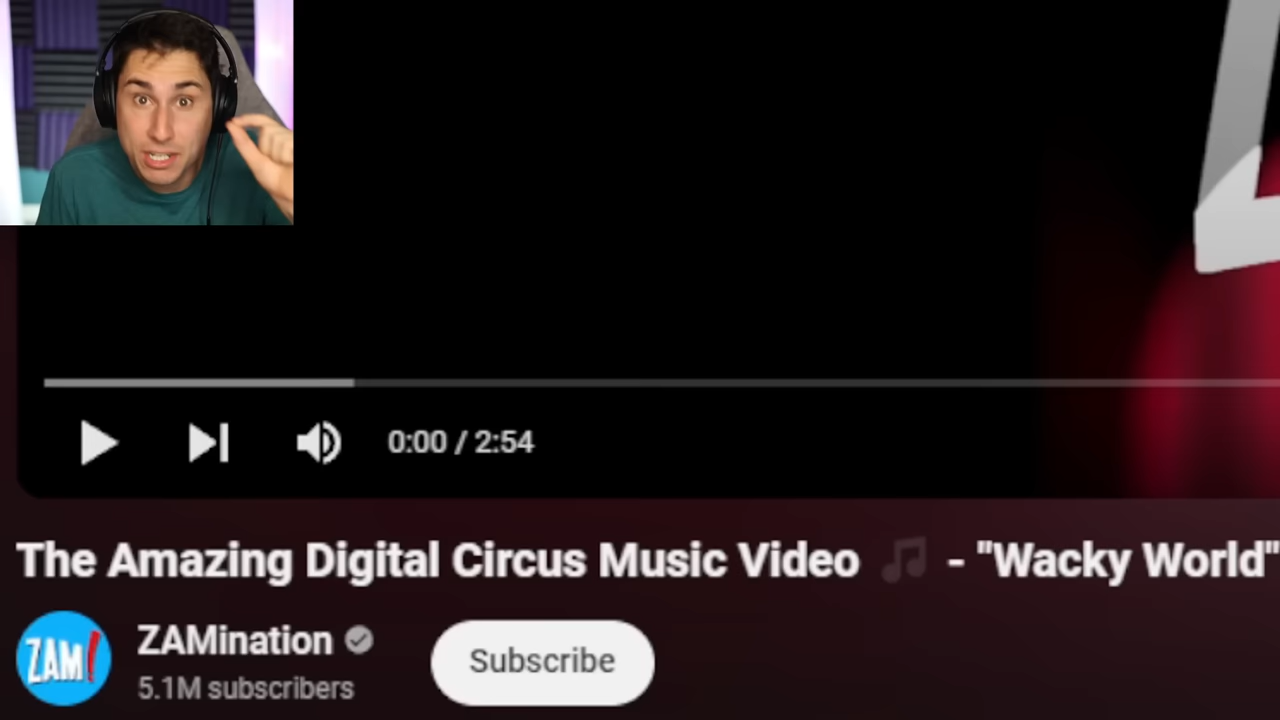 0:00 / 2:54
The Amazing Digital Circus Music Video 🎵 - "Wacky World"
ZAM!
ZAMination
5.1M subscribers
Subscribe